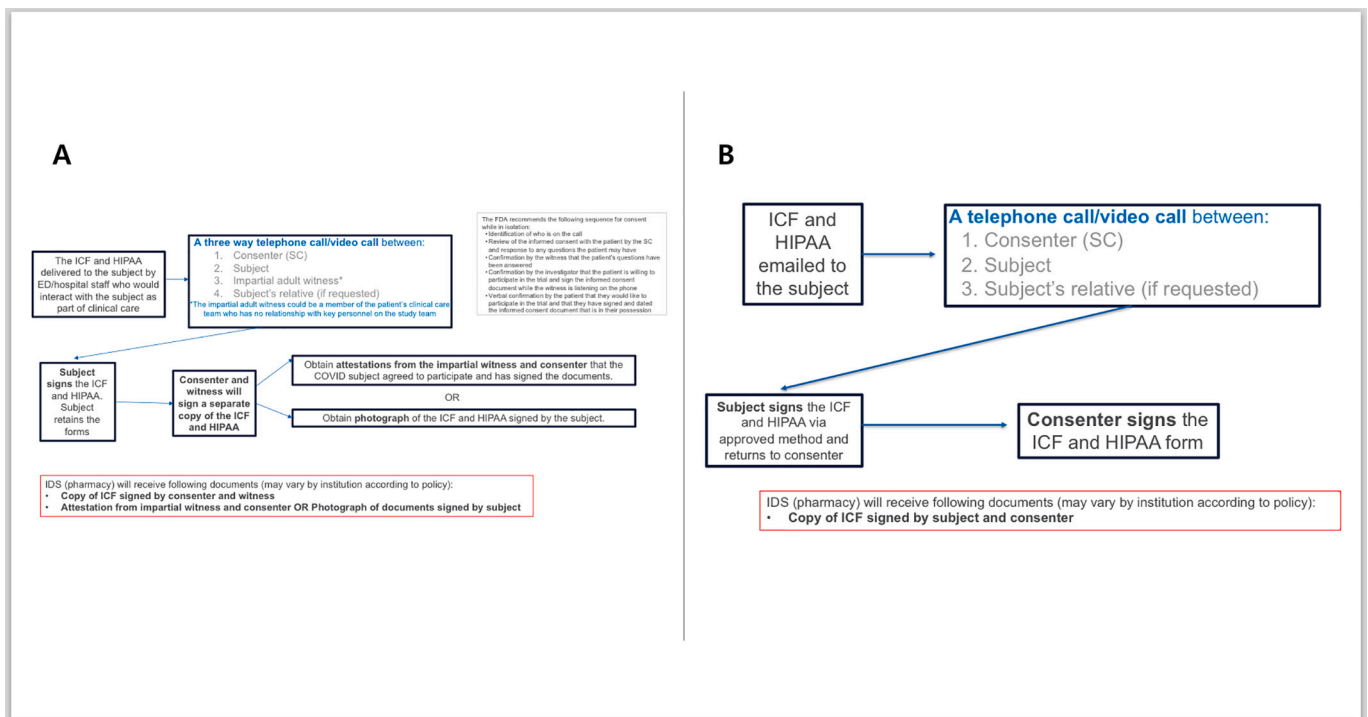 A
The ICF and HIPAA
delivered to the subject by
ED/hospital staff who would
interact with the subject as
part of clinical care
A three way telephone call/video call between:
1. Consenter (SC)
2. Subject
3. Impartial adult witness*
4. Subject's relative (if requested)
*The impartial adult witness could be a member of the patient's clinical care
team who has no relationship with key personnel on the study team
The FDA recommends the following sequence for consent
while in isolation:
•Identification of who is on the call
•Review of the informed consent with the patient by the SC
and response to any questions the patient may have
•Confirmation by the witness that the patient's questions have
been answered
•Confirmation by the investigator that the patient is willing to
participate in the trial and sign the informed consent
document while the witness is listening on the phone
•Verbal confirmation by the patient that they would like to
participate in the trial and that they have signed and dated
the informed consent document that is in their possession
Subject
signs the ICF
and HIPAA.
Subject
retains the
forms
Consenter and
witness will
sign a separate
copy of the ICF
and HIPAA
Obtain attestations from the impartial witness and consenter that the
COVID subject agreed to participate and has signed the documents.
OR
Obtain photograph of the ICF and HIPAA signed by the subject.
IDS (pharmacy) will receive following documents (may vary by institution according to policy):
• Copy of ICF signed by consenter and witness
• Attestation from impartial witness and consenter OR Photograph of documents signed by subject
B
ICF and
HIPAA
emailed to
the subject
A telephone call/video call between:
1. Consenter (SC)
2. Subject
3. Subject's relative (if requested)
Subject signs the ICF
and HIPAA via
approved method and
returns to consenter
Consenter signs the
ICF and HIPAA form
IDS (pharmacy) will receive following documents (may vary by institution according to policy):
• Copy of ICF signed by subject and consenter